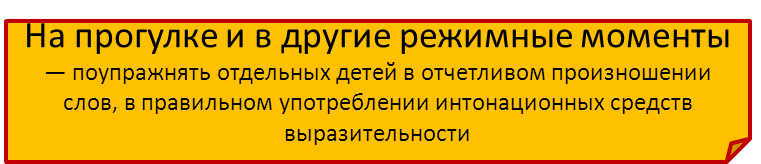 На прогулке и в другие режимные моменты
— поупражнять отдельных детей в отчетливом произношении
слов, в правильном употреблении интонационных средств
выразительности